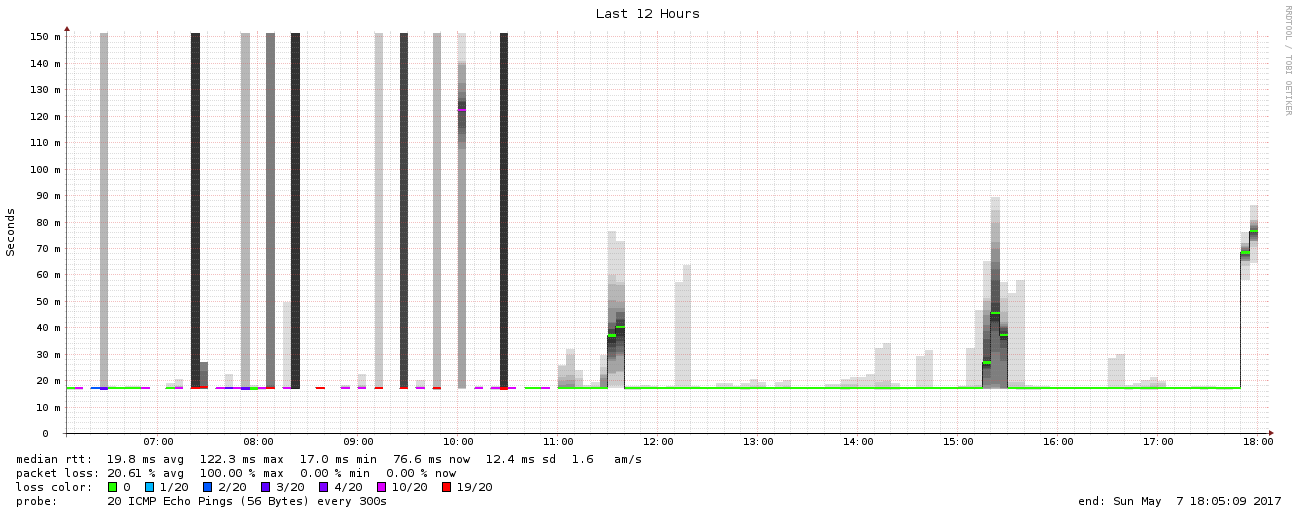 Last 12 Hours
RRDTOOL / TOBI OETIKER
Seconds
150 m
140 m
130 m
120 m
110 m
100 m
90 m
80 m
70 m
60 m
50 m
40 m
30 m
20 m
10 m
0
07:00 08:00 09:00 10:00 11:00 12:00 13:00 14:00 15:00 16:00 17:00 18:00
median rtt: 19.8 ms avg 122.3 ms max 17.0 ms min 76.6 ms now 12.4 ms sd 1.6 am/s
packet loss: 20.61 % avg 100.00 % max 0.00 % min 0.00 % now
loss color: 0 1/20 2/20 3/20 4/20 10/20 19/20
probe: 20 ICMP Echo Pings (56 Bytes) every 300s end: Sun May 7 18:05:09 2017